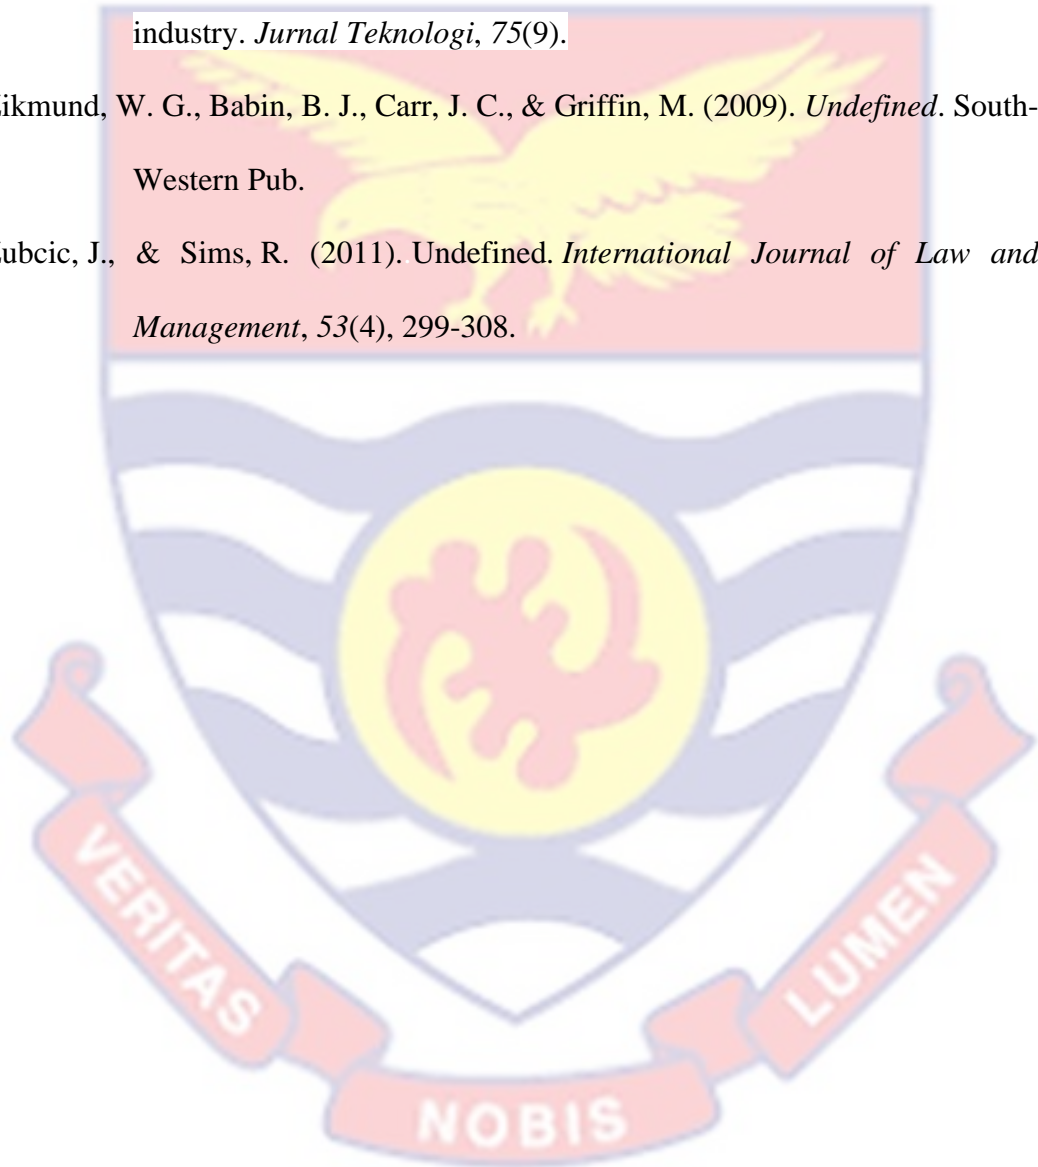 industry. Jurnal Teknologi, 75(9).
ikmund, W. G., Babin, B. J., Carr, J. C., & Griffin, M. (2009). Undefined. South-
Western Pub.
ubcic, J., & Sims, R. (2011). Undefined. International Journal of Law and
Management, 53(4), 299-308.
VERITAS
NOBIS
LUMEN